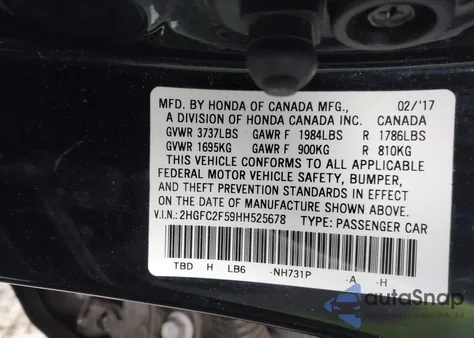 MFD. BY HONDA OF CANADA MFG., 02/'17
A DIVISION OF HONDA CANADA INC. CANADA
GVWR 3737LBS GAWR F 1984LBS R 1786LBS
GVWR 1695KG GAWR F 900KG R 810KG
THIS VEHICLE CONFORMS TO ALL APPLICABLE
FEDERAL MOTOR VEHICLE SAFETY, BUMPER,
AND THEFT PREVENTION STANDARDS IN EFFECT
ON THE DATE OF MANUFACTURE SHOWN ABOVE.
V.I.N: 2HGFC2F59HH525678 TYPE: PASSENGER CAR
TBD H LB6 -NH731P -A -H
autoSnap